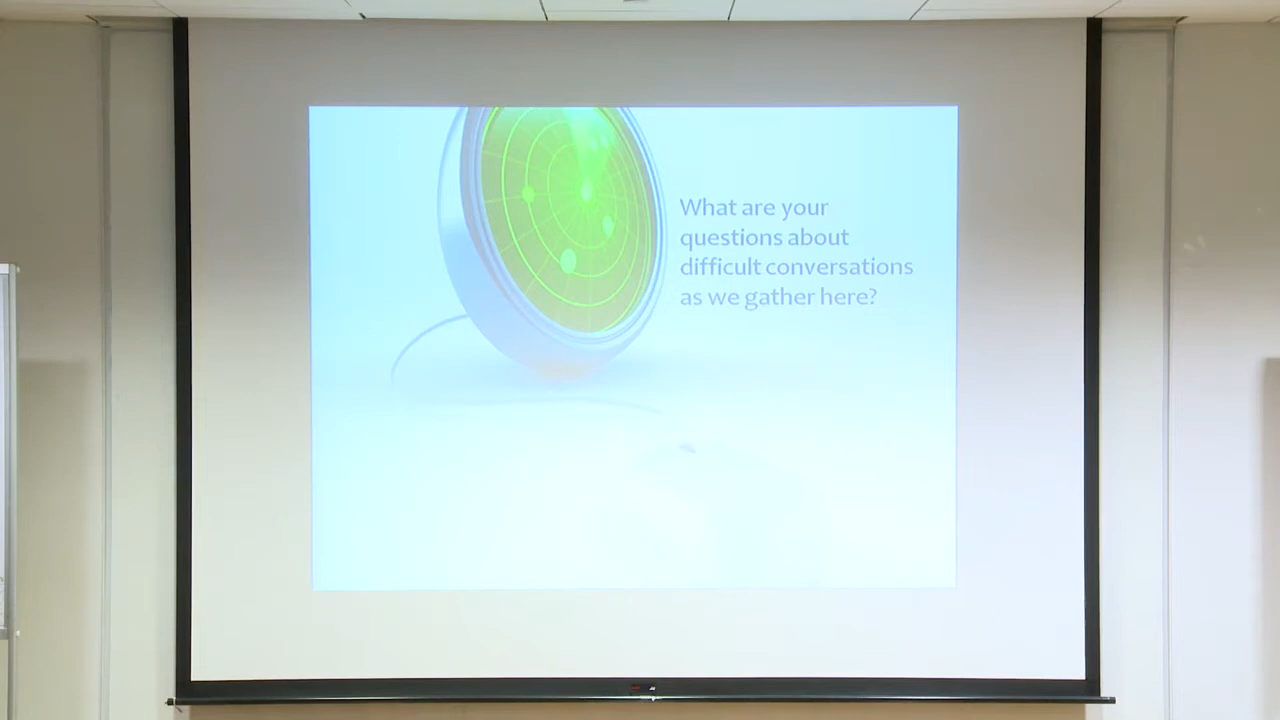 What are your
questions about
difficult conversations
as we gather here?